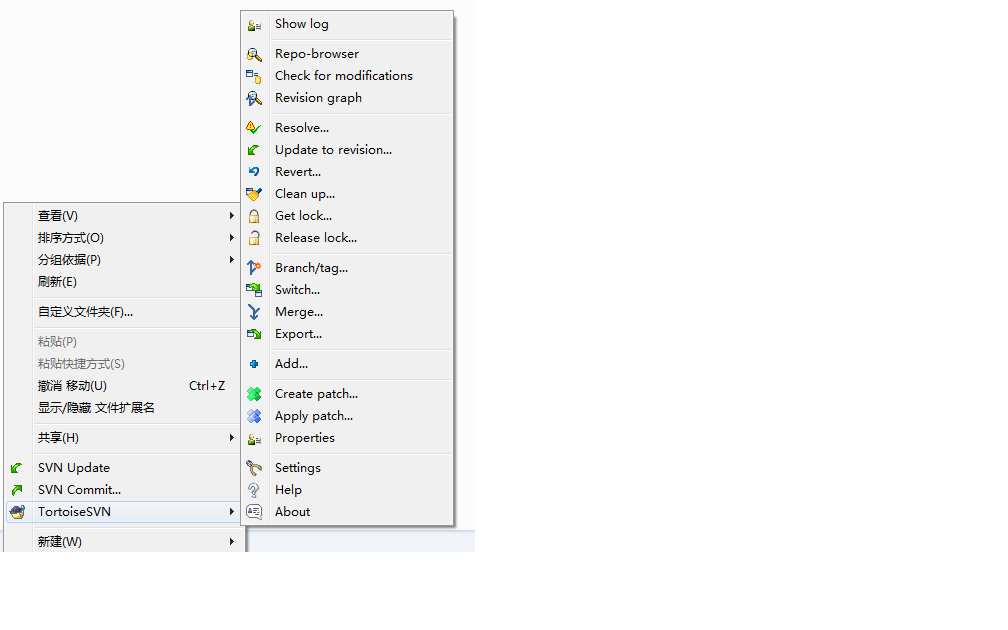 Show log
Repo-browser
Check for modifications
Revision graph
Resolve...
Update to revision...
Revert...
Clean up...
Get lock...
Release lock...
Branch/tag...
Switch...
Merge...
Export...
Add...
Create patch...
Apply patch...
Properties
Settings
Help
About
查看(V)
排序方式(O)
分组依据(P)
刷新(E)
自定义文件夹(F)...
粘贴(P)
粘贴快捷方式(S)
撤消 移动(U) Ctrl+Z
显示/隐藏 文件扩展名
共享(H)
SVN Update
SVN Commit...
TortoiseSVN
新建(W)